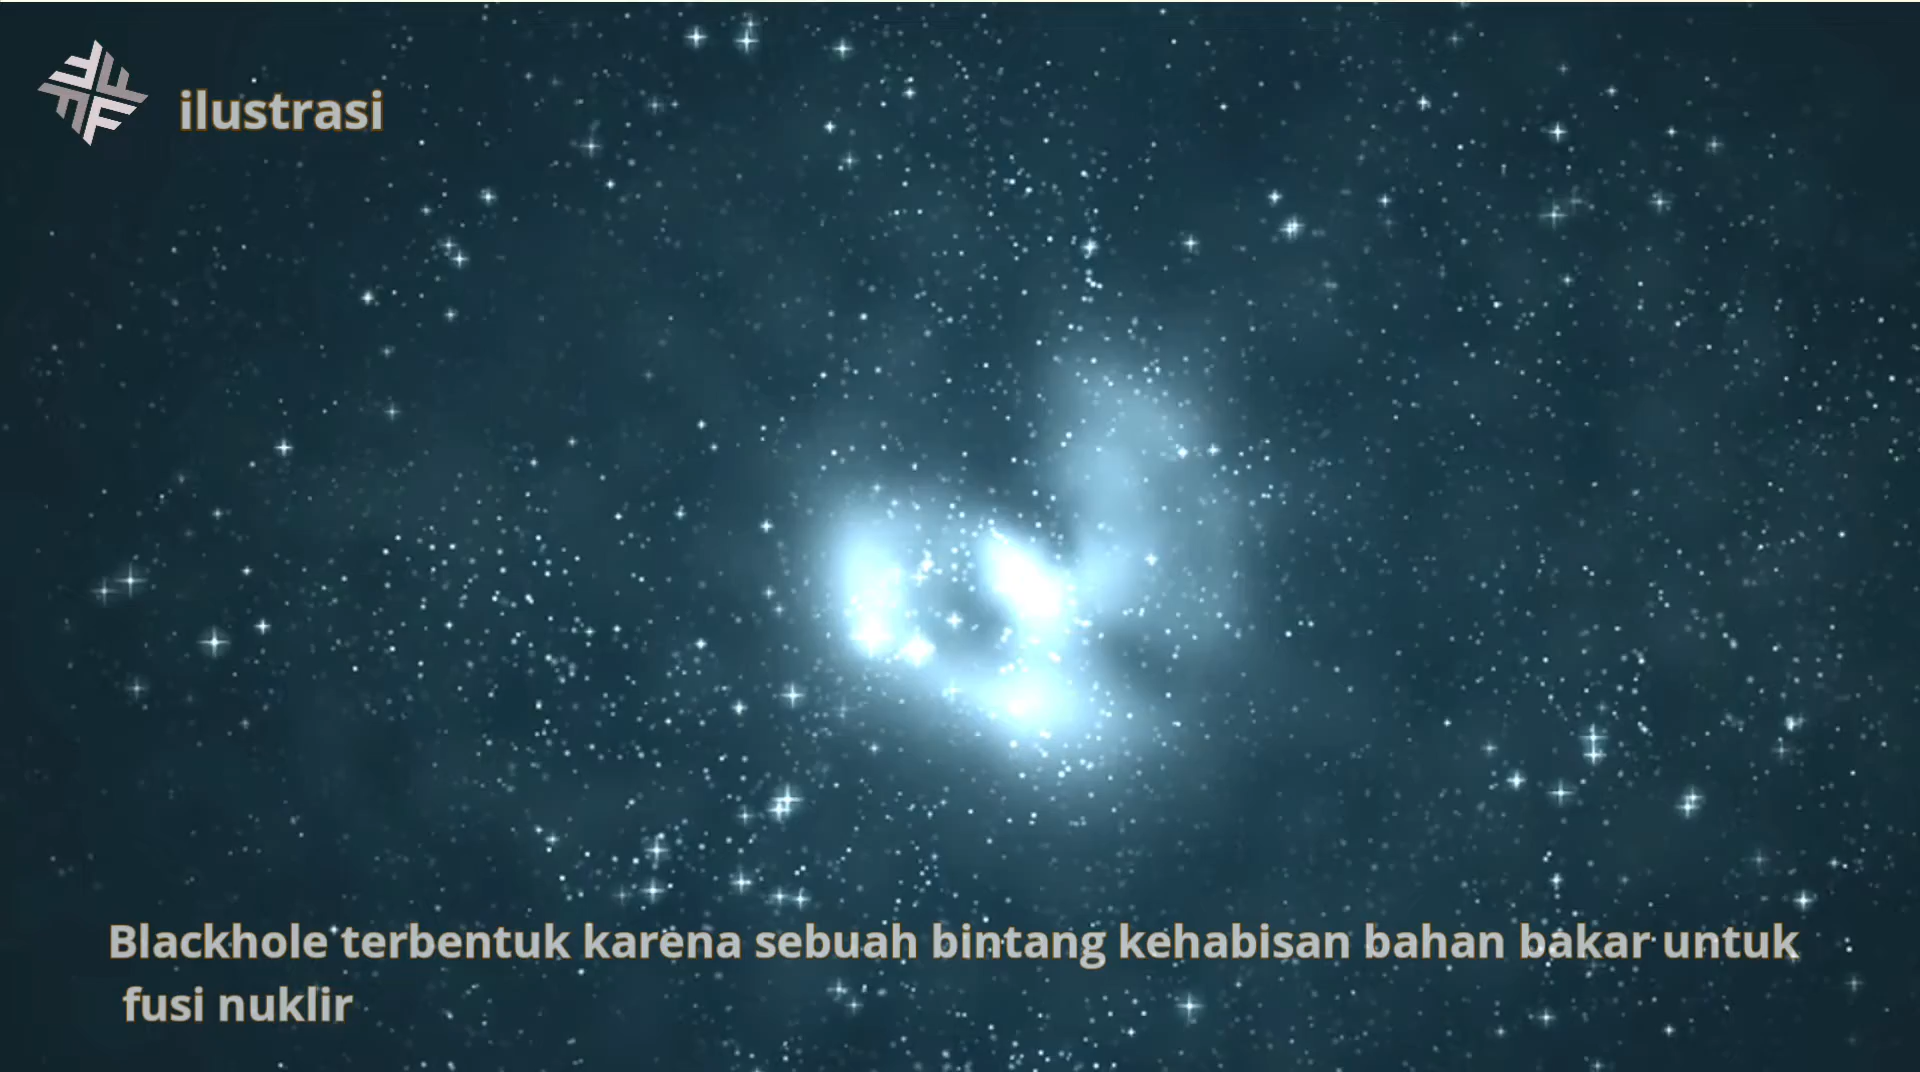 ilustrasi
Blackhole terbentuk karena sebuah bintang kehabisan bahan bakar untuk
fusi nuklir